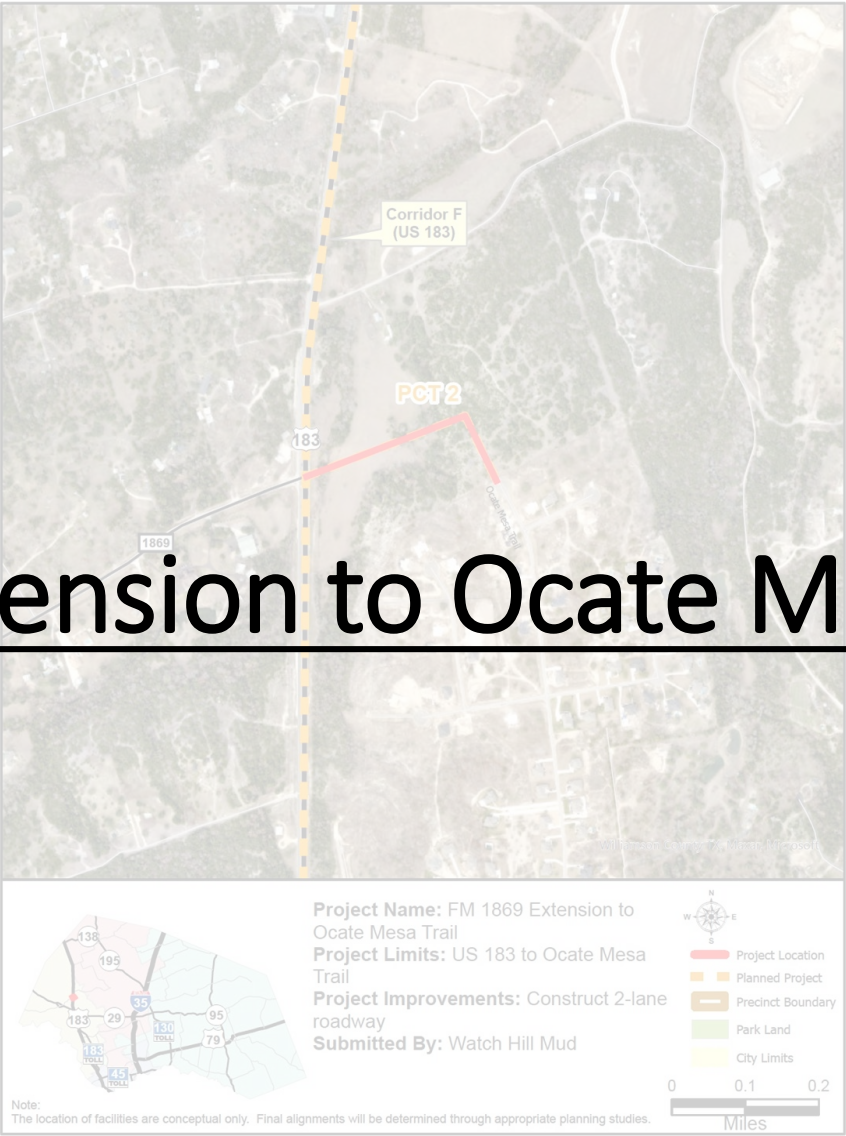 Corridor F
(US 183)
PCT 2
183
1869
Ocate Mesa Trl
ension to Ocate M
138
195
35
183
29
130
TOLL
95
79
183
TOLL
45
TOLL
Project Name: FM 1869 Extension to
Ocate Mesa Trail
Project Limits: US 183 to Ocate Mesa
Trail
Project Improvements: Construct 2-lane
roadway
Submitted By: Watch Hill Mud
N
W E
S
Project Location
Planned Project
Precinct Boundary
Park Land
City Limits
0 0.1 0.2
Miles
Note:
The location of facilities are conceptual only. Final alignments will be determined through appropriate planning studies.